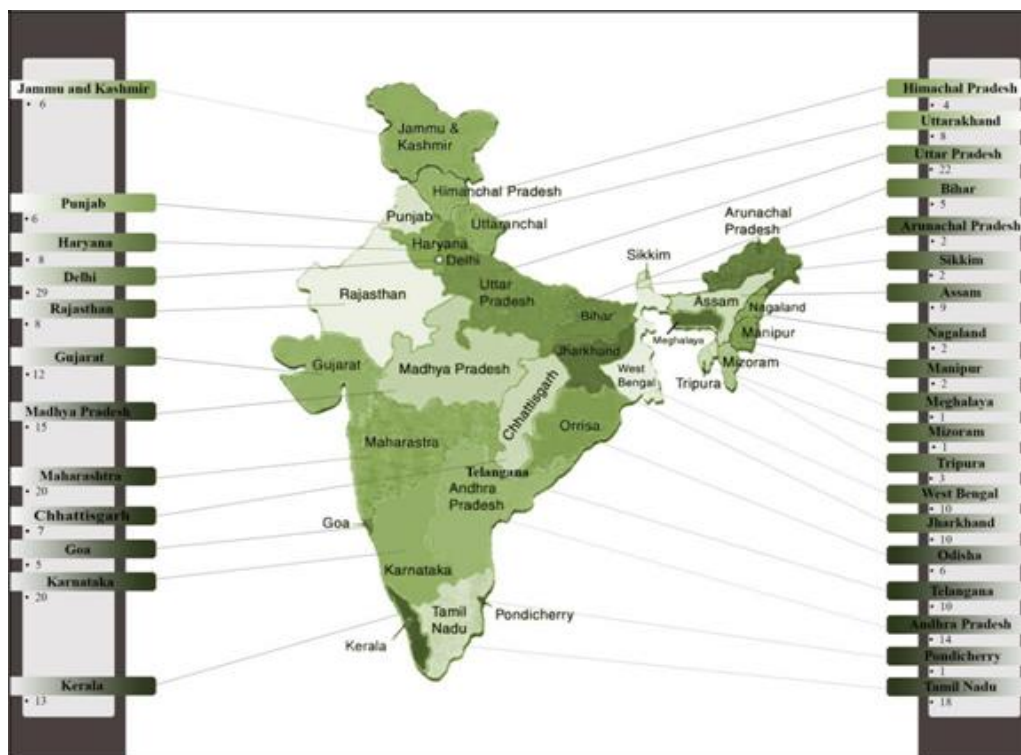 Jammu and Kashmir
• 6
Punjab
• 6
Haryana
• 8
Delhi
• 29
Rajasthan
• 8
Gujarat
• 12
Madhya Pradesh
• 15
Maharashtra
• 20
Chhattisgarh
• 7
Goa
• 5
Karnataka
• 20
Kerala
• 13
Jammu &
Kashmir
Himanchal Pradesh
Punjab
Uttaranchal
Haryana
Delhi
Arunachal
Pradesh
Sikkim
Rajasthan
Uttar
Pradesh
Assam
Nagaland
Bihar
Meghalaya
Manipur
Gujarat
Jharkhand
Mizoram
Madhya Pradesh
West
Bengal
Tripura
Chhattisgarh
Orrisa
Maharastra
Telangana
Andhra
Pradesh
Goa
Karnataka
Tamil
Nadu
Pondicherry
Kerala
Himachal Pradesh
• 4
Uttarakhand
• 8
Uttar Pradesh
• 22
Bihar
• 5
Arunachal Pradesh
• 2
Sikkim
• 2
Assam
• 9
Nagaland
• 2
Manipur
• 2
Meghalaya
• 1
Mizoram
• 1
Tripura
• 3
West Bengal
• 10
Jharkhand
• 10
Odisha
• 6
Telangana
• 10
Andhra Pradesh
• 14
Pondicherry
• 1
Tamil Nadu
• 18